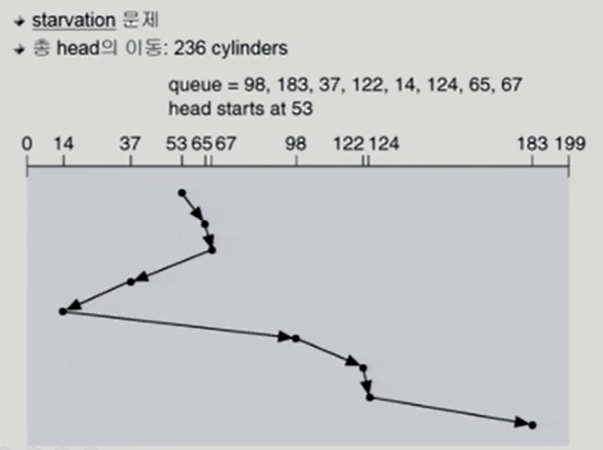 starvation 문제
총 head의 이동: 236 cylinders
queue = 98, 183, 37, 122, 14, 124, 65, 67
head starts at 53
0 14 37 53 65 67 98 122 124 183 199